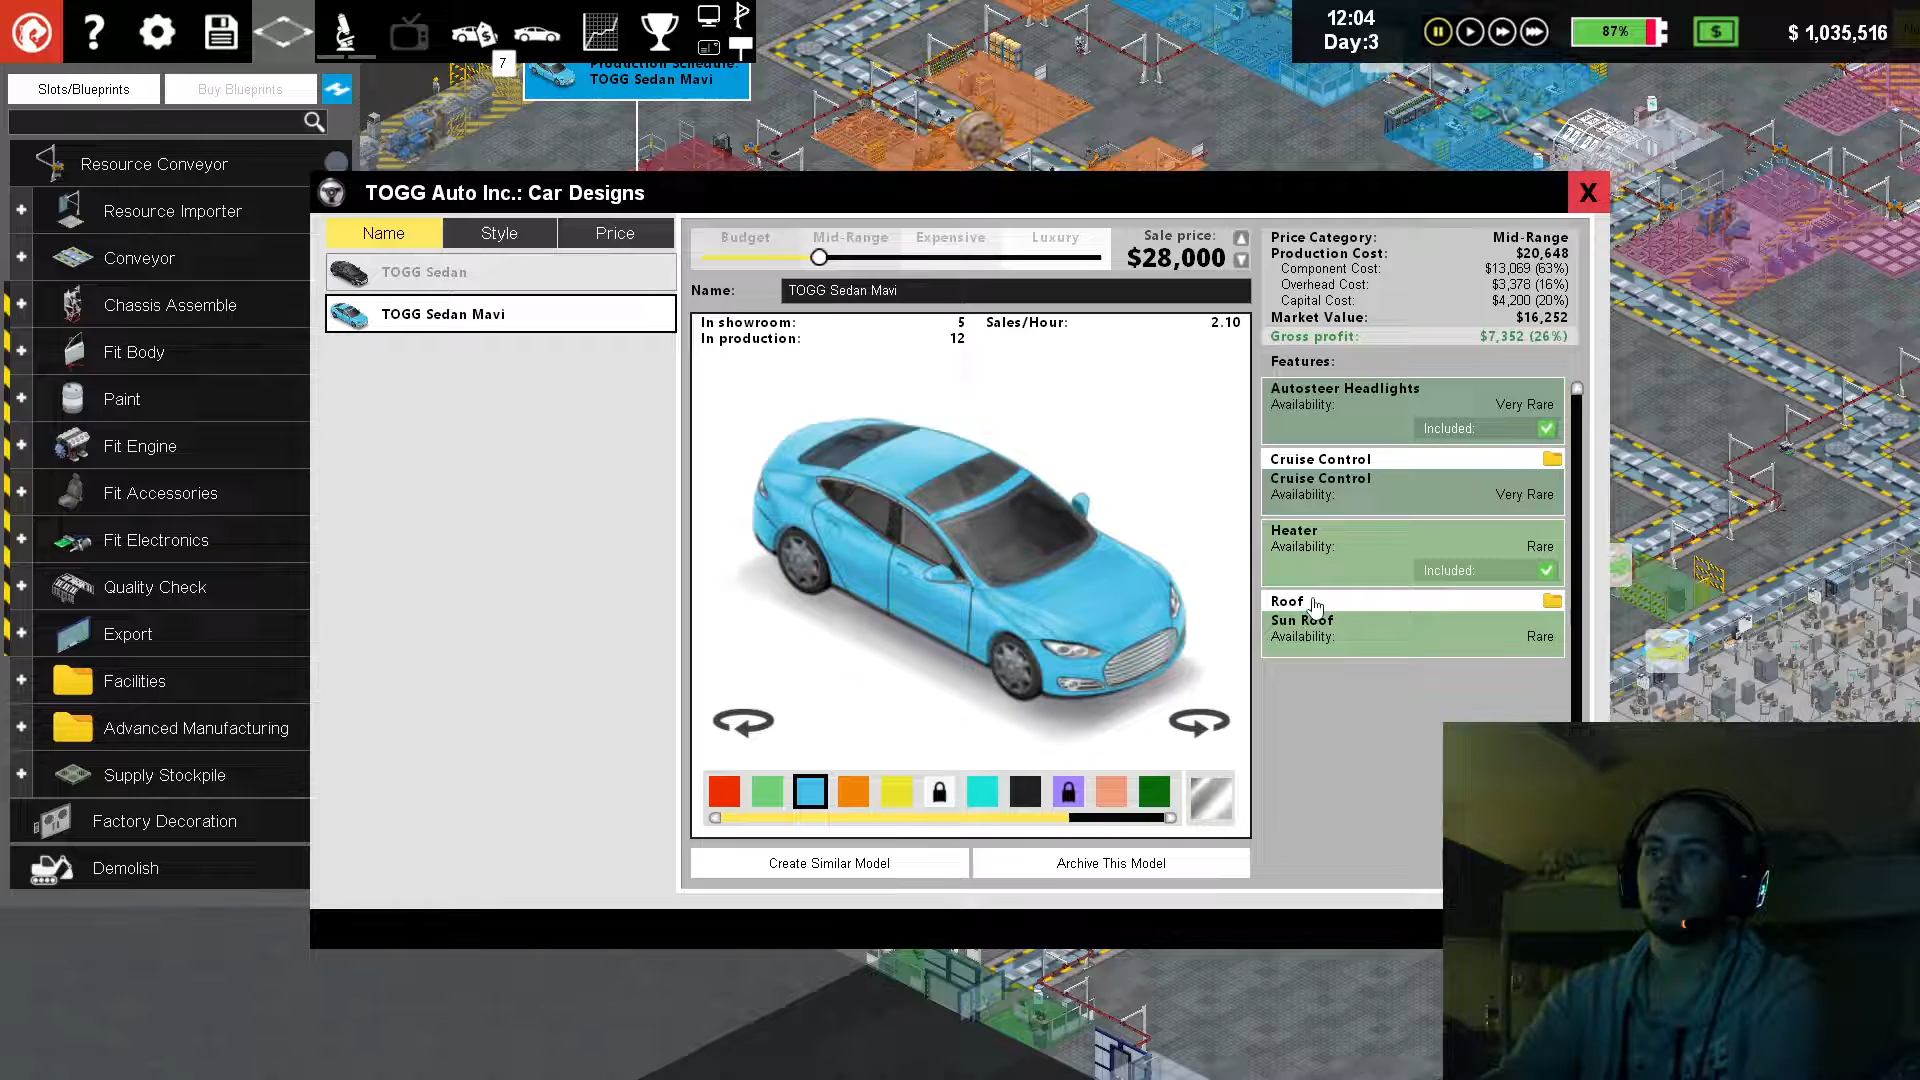 12:04
Day:3
87%
$
$ 1,035,516
7
Production Schedule:
TOGG Sedan Mavi
Slots/Blueprints
Buy Blueprints
Resource Conveyor
Resource Importer
Conveyor
Chassis Assemble
Fit Body
Paint
Fit Engine
Fit Accessories
Fit Electronics
Quality Check
Export
Facilities
Advanced Manufacturing
Supply Stockpile
Factory Decoration
Demolish
TOGG Auto Inc.: Car Designs
X
Name Style Price
TOGG Sedan
TOGG Sedan Mavi
Budget Mid-Range Expensive Luxury
Sale price:
$28,000
Name: TOGG Sedan Mavi
In showroom: 5 Sales/Hour: 2.10
In production: 12
Create Similar Model
Archive This Model
Price Category: Mid-Range
Production Cost: $20,648
Component Cost: $13,069 (63%)
Overhead Cost: $3,378 (16%)
Capital Cost: $4,200 (20%)
Market Value: $16,252
Gross profit: $7,352 (26%)
Features:
Autosteer Headlights
Availability: Very Rare
Included:
Cruise Control
Cruise Control
Availability: Very Rare
Heater
Availability: Rare
Included:
Roof
Sun Roof
Availability: Rare